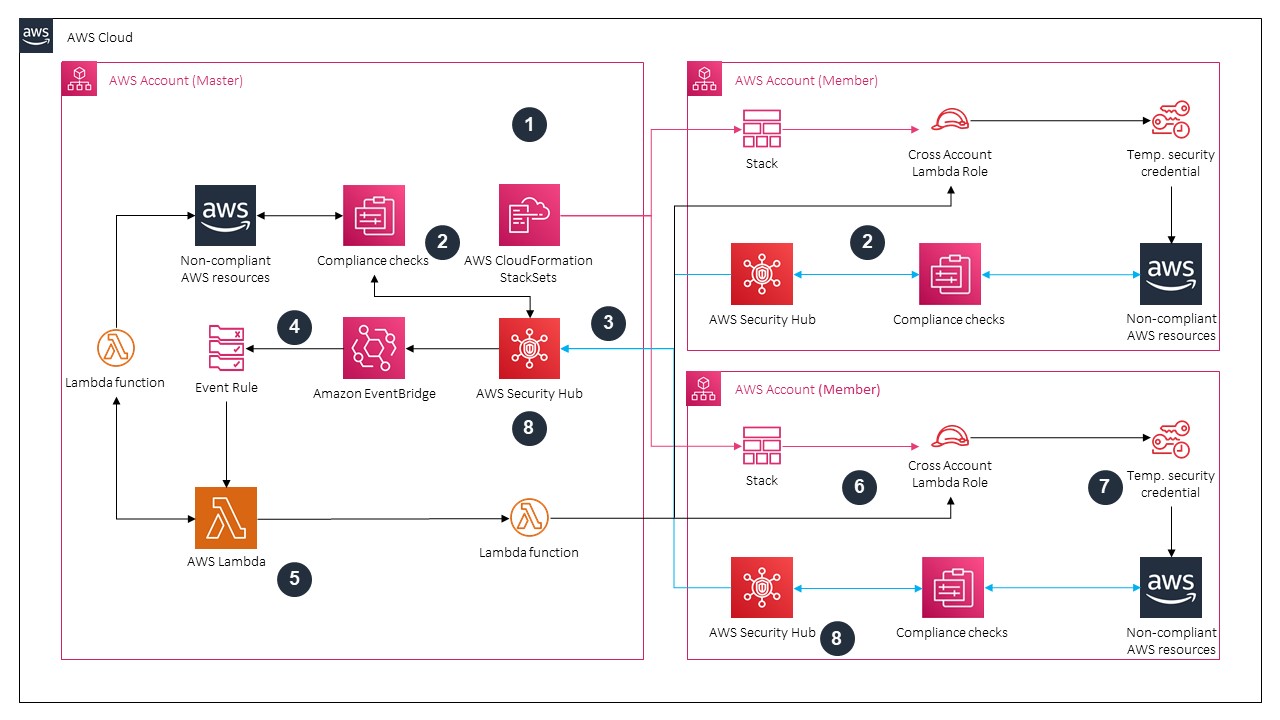 aws
AWS Cloud
AWS Account (Master)
1
aws
Non-compliant
AWS resources
Compliance checks
2
AWS CloudFormation
StackSets
3
4
Lambda function
Event Rule
Amazon EventBridge
AWS Security Hub
8
AWS Lambda
5
Lambda function
AWS Account (Member)
Stack
Cross Account
Lambda Role
Temp. security
credential
2
AWS Security Hub
Compliance checks
aws
Non-compliant
AWS resources
AWS Account (Member)
Stack
6
Cross Account
Lambda Role
7
Temp. security
credential
AWS Security Hub
8
Compliance checks
aws
Non-compliant
AWS resources